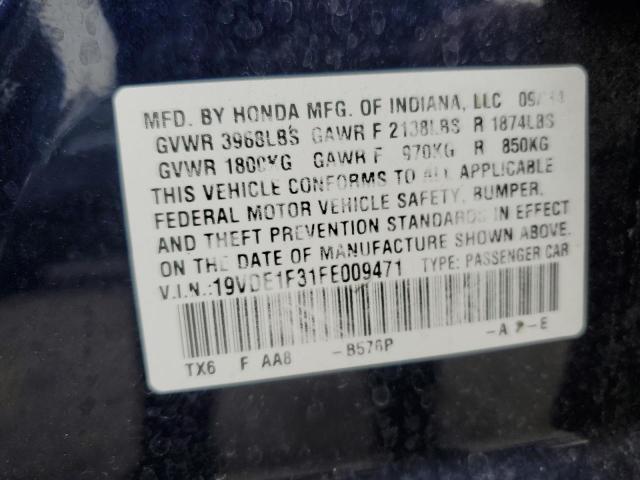 MFD. BY HONDA MFG. OF INDIANA, LLC
GVWR 3968LBS GAWR F 2138LBS R 1874LBS
GVWR 1800KG GAWR F 970KG R 850KG
THIS VEHICLE CONFORMS TO ALL APPLICABLE
FEDERAL MOTOR VEHICLE SAFETY, BUMPER,
AND THEFT PREVENTION STANDARDS IN EFFECT
ON THE DATE OF MANUFACTURE SHOWN ABOVE.
V.I.N.:19VDE1F31FE009471 TYPE: PASSENGER CAR
TX6 F AA8 -B576P